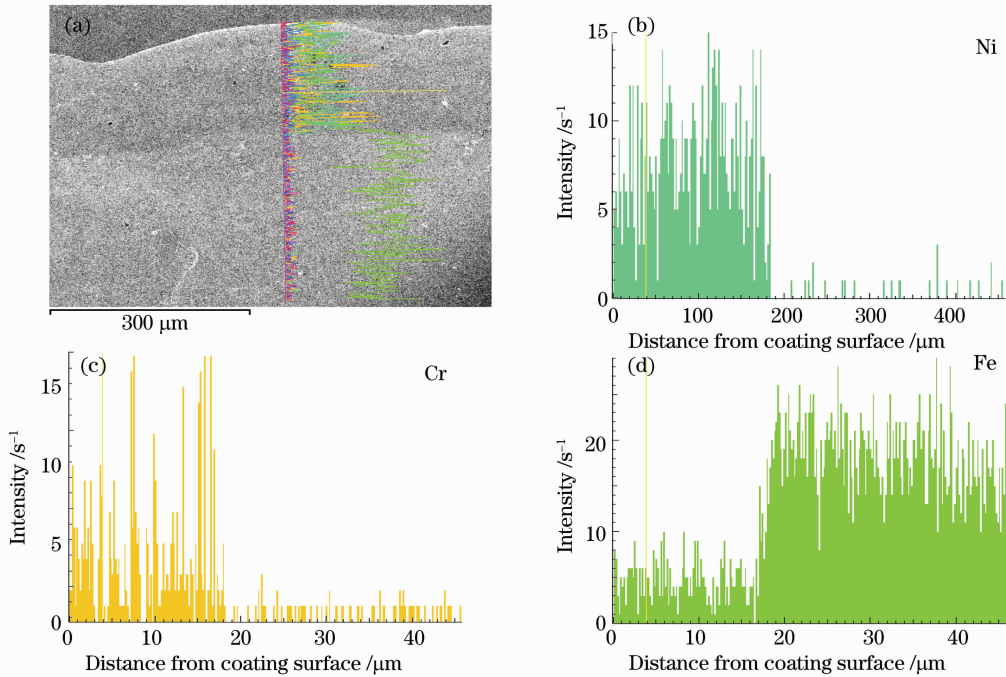 (a)
300 μm
(b)
Ni
15
10
5
0
Intensity /s⁻¹
0 100 200 300 400
Distance from coating surface /μm
(c)
Cr
15
10
5
0
Intensity /s⁻¹
0 10 20 30 40
Distance from coating surface /μm
(d)
Fe
20
10
0
Intensity /s⁻¹
0 10 20 30 40
Distance from coating surface /μm